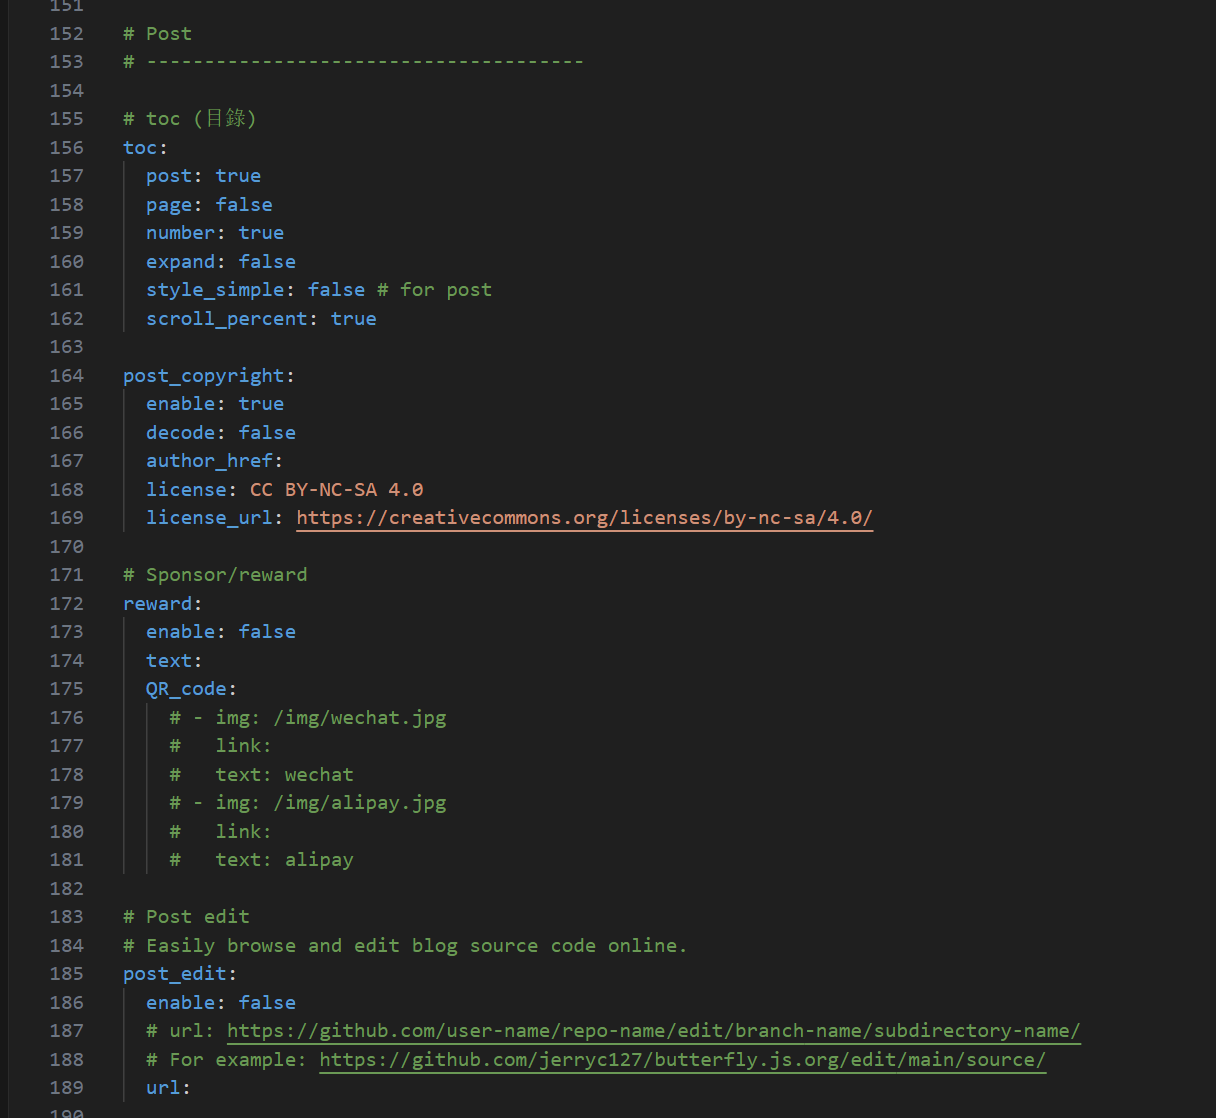 151
152 # Post
153 # --------------------------------------
154
155 # toc (目錄)
156 toc:
157   post: true
158   page: false
159   number: true
160   expand: false
161   style_simple: false # for post
162   scroll_percent: true
163
164 post_copyright:
165   enable: true
166   decode: false
167   author_href:
168   license: CC BY-NC-SA 4.0
169   license_url: https://creativecommons.org/licenses/by-nc-sa/4.0/
170
171 # Sponsor/reward
172 reward:
173   enable: false
174   text:
175   QR_code:
176     # - img: /img/wechat.jpg
177     #   link:
178     #   text: wechat
179     # - img: /img/alipay.jpg
180     #   link:
181     #   text: alipay
182
183 # Post edit
184 # Easily browse and edit blog source code online.
185 post_edit:
186   enable: false
187   # url: https://github.com/user-name/repo-name/edit/branch-name/subdirectory-name/
188   # For example: https://github.com/jerryc127/butterfly.js.org/edit/main/source/
189   url:
190